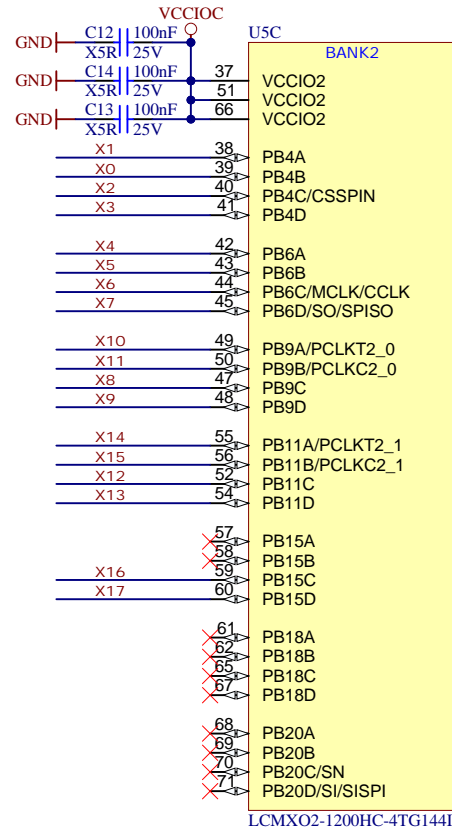 VCCIOC
C12 100nF U5C
GND X5R 25V BANK2
C14 100nF 37 VCCIO2
GND X5R 25V 51 VCCIO2
C13 100nF 66 VCCIO2
GND X5R 25V
X1 38 PB4A
X0 39 PB4B
X2 40 PB4C/CSSPIN
X3 41 PB4D
X4 42 PB6A
X5 43 PB6B
X6 44 PB6C/MCLK/CCLK
X7 45 PB6D/SO/SPISO
X10 49 PB9A/PCLKT2_0
X11 50 PB9B/PCLKC2_0
X8 47 PB9C
X9 48 PB9D
X14 55 PB11A/PCLKT2_1
X15 56 PB11B/PCLKC2_1
X12 52 PB11C
X13 54 PB11D
57 PB15A
58 PB15B
X16 59 PB15C
X17 60 PB15D
61 PB18A
62 PB18B
65 PB18C
67 PB18D
68 PB20A
69 PB20B
70 PB20C/SN
71 PB20D/SI/SISPI
LCMXO2-1200HC-4TG144I